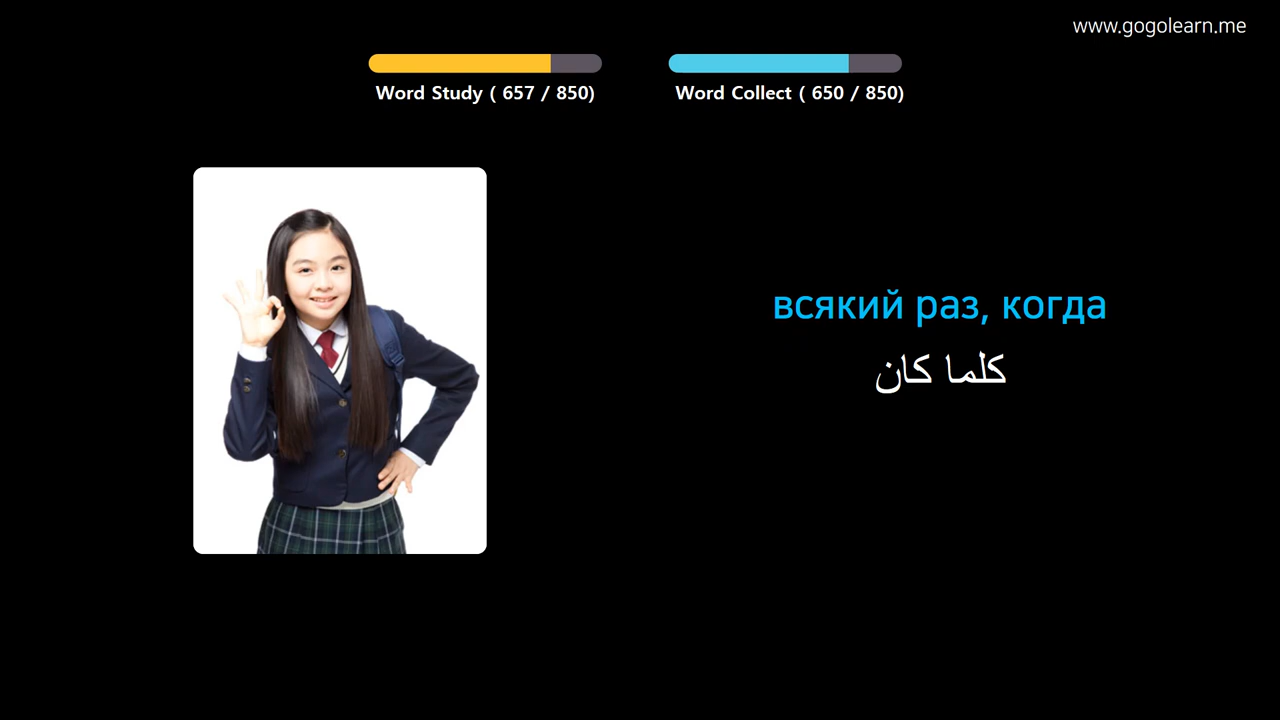 www.gogolearn.me
Word Study ( 657 / 850)
Word Collect ( 650 / 850)
всякий раз, когда
كلما كان